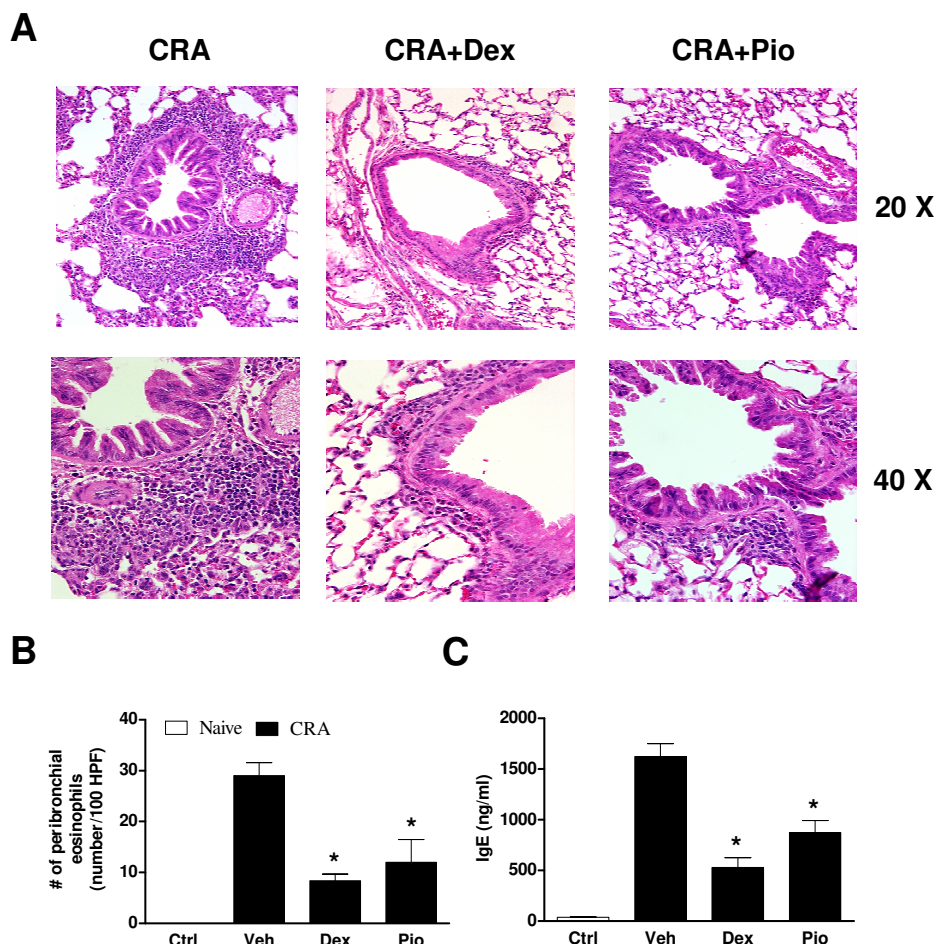 A
CRA CRA+Dex CRA+Pio
20 X
40 X
B
C
40
30
20
10
0
# of peribronchial
eosinophils
(number/100 HPF)
Naive CRA
* *
Ctrl Veh Dex Pio
2000
1500
1000
500
0
IgE (ng/ml)
* *
Ctrl Veh Dex Pio